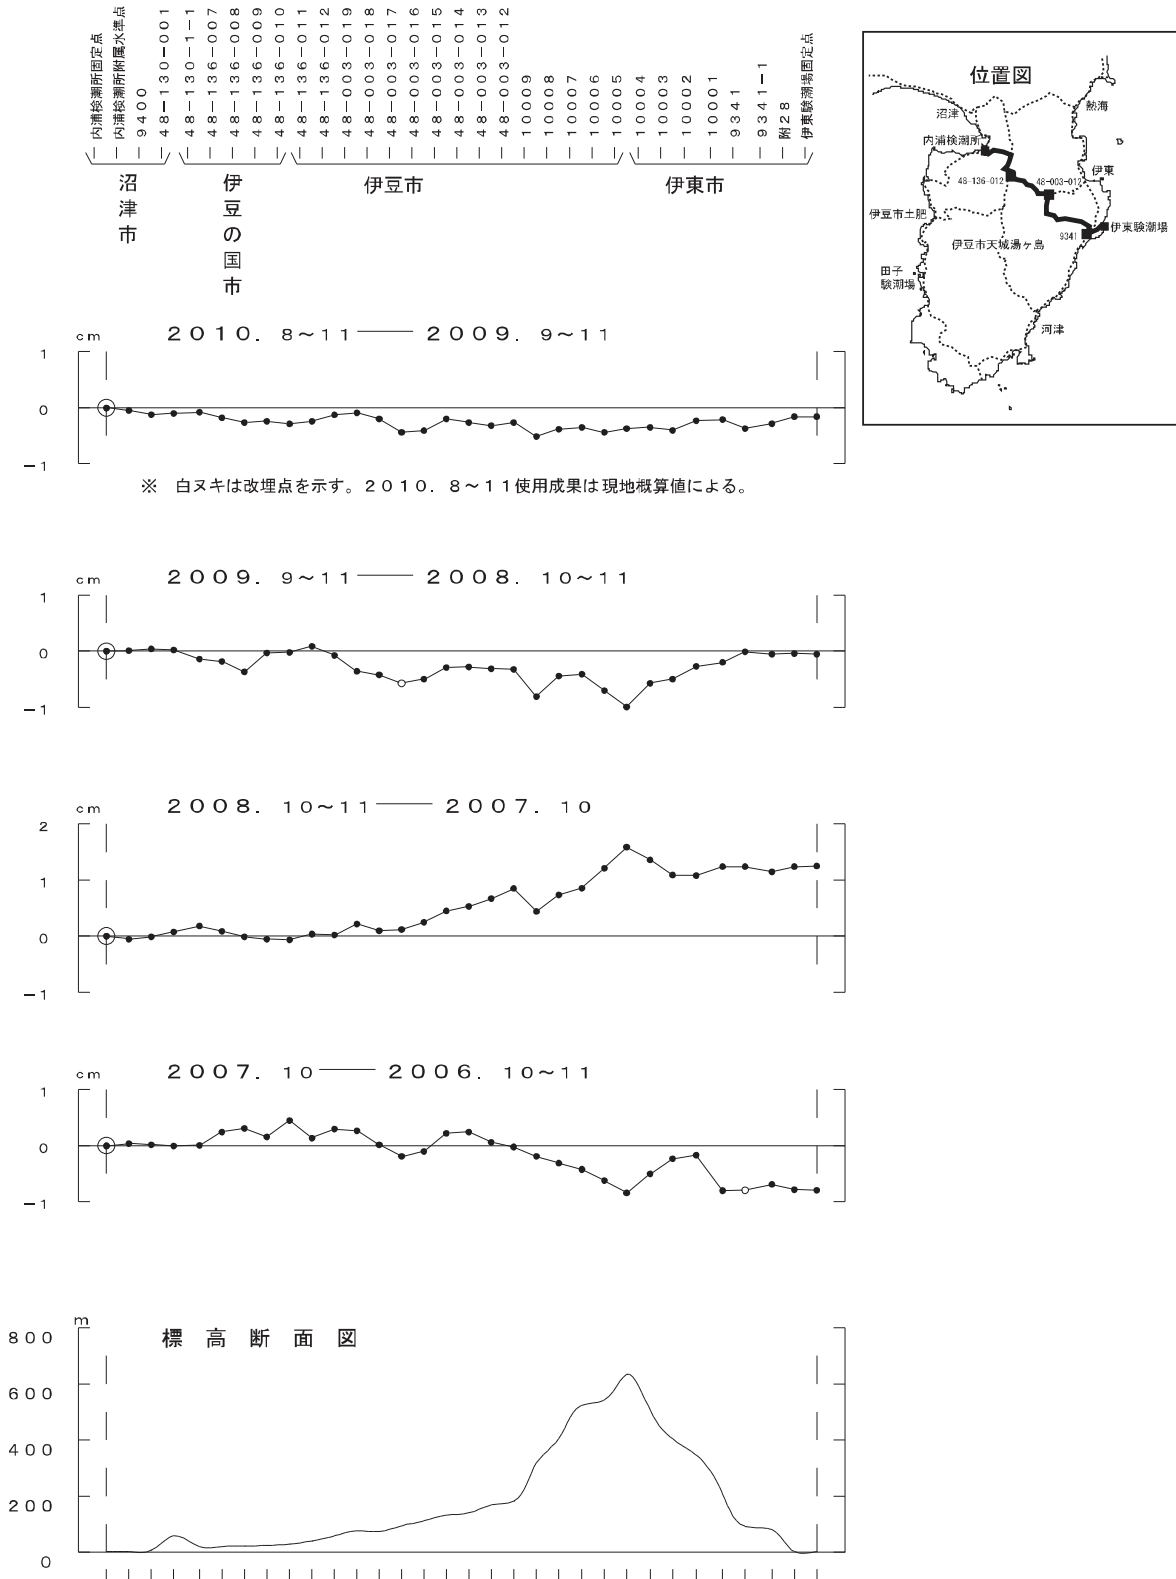 内浦検潮所固定点
内浦検潮所附属水準点
9400
48-130-001
48-130-1-1
48-136-007
48-136-008
48-136-009
48-136-010
48-136-011
48-136-012
48-003-019
48-003-018
48-003-017
48-003-016
48-003-015
48-003-014
48-003-013
48-003-012
10009
10008
10007
10006
10005
10004
10003
10002
10001
9341
9341-1
附28
伊東験潮場固定点
沼津市
伊豆の国市
伊豆市
伊東市
位置図
沼津
熱海
内浦検潮所
48-136-012
48-003-012
伊東
伊豆市土肥
伊東験潮場
9341
伊豆市天城湯ヶ島
田子
験潮場
河津
cm
2010. 8~11 ── 2009. 9~11
1
0
-1
※ 白ヌキは改埋点を示す。2010. 8~11使用成果は現地概算値による。
cm
2009. 9~11 ── 2008. 10~11
1
0
-1
cm
2008. 10~11 ── 2007. 10
2
1
0
-1
cm
2007. 10 ── 2006. 10~11
1
0
-1
m
標高断面図
800
600
400
200
0